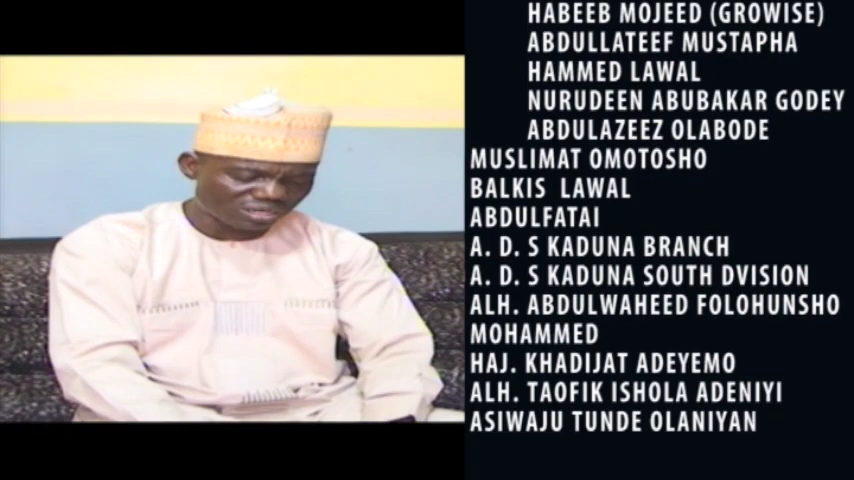 HABEEB MOJEED (GROWISE)
ABDULLATEEF MUSTAPHA
HAMMED LAWAL
NURUDEEN ABUBAKAR GODEY
ABDULAZEEZ OLABODE
MUSLIMAT OMOTOSHO
BALKIS LAWAL
ABDULFATAI
A. D. S KADUNA BRANCH
A. D. S KADUNA SOUTH DVISION
ALH. ABDULWAHEED FOLOHUNSHO
MOHAMMED
HAJ. KHADIJAT ADEYEMO
ALH. TAOFIK ISHOLA ADENIYI
ASIWAJU TUNDE OLANIYAN